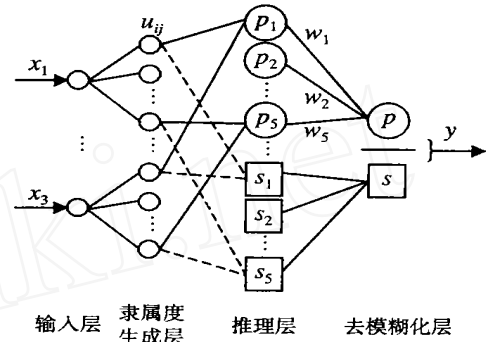 u_ij
p_1
w_1
x_1
p_2
w_2
p
p_5
w_5
y
s_1
s
x_3
s_2
s_5
输入层 隶属度生成层 推理层 去模糊化层